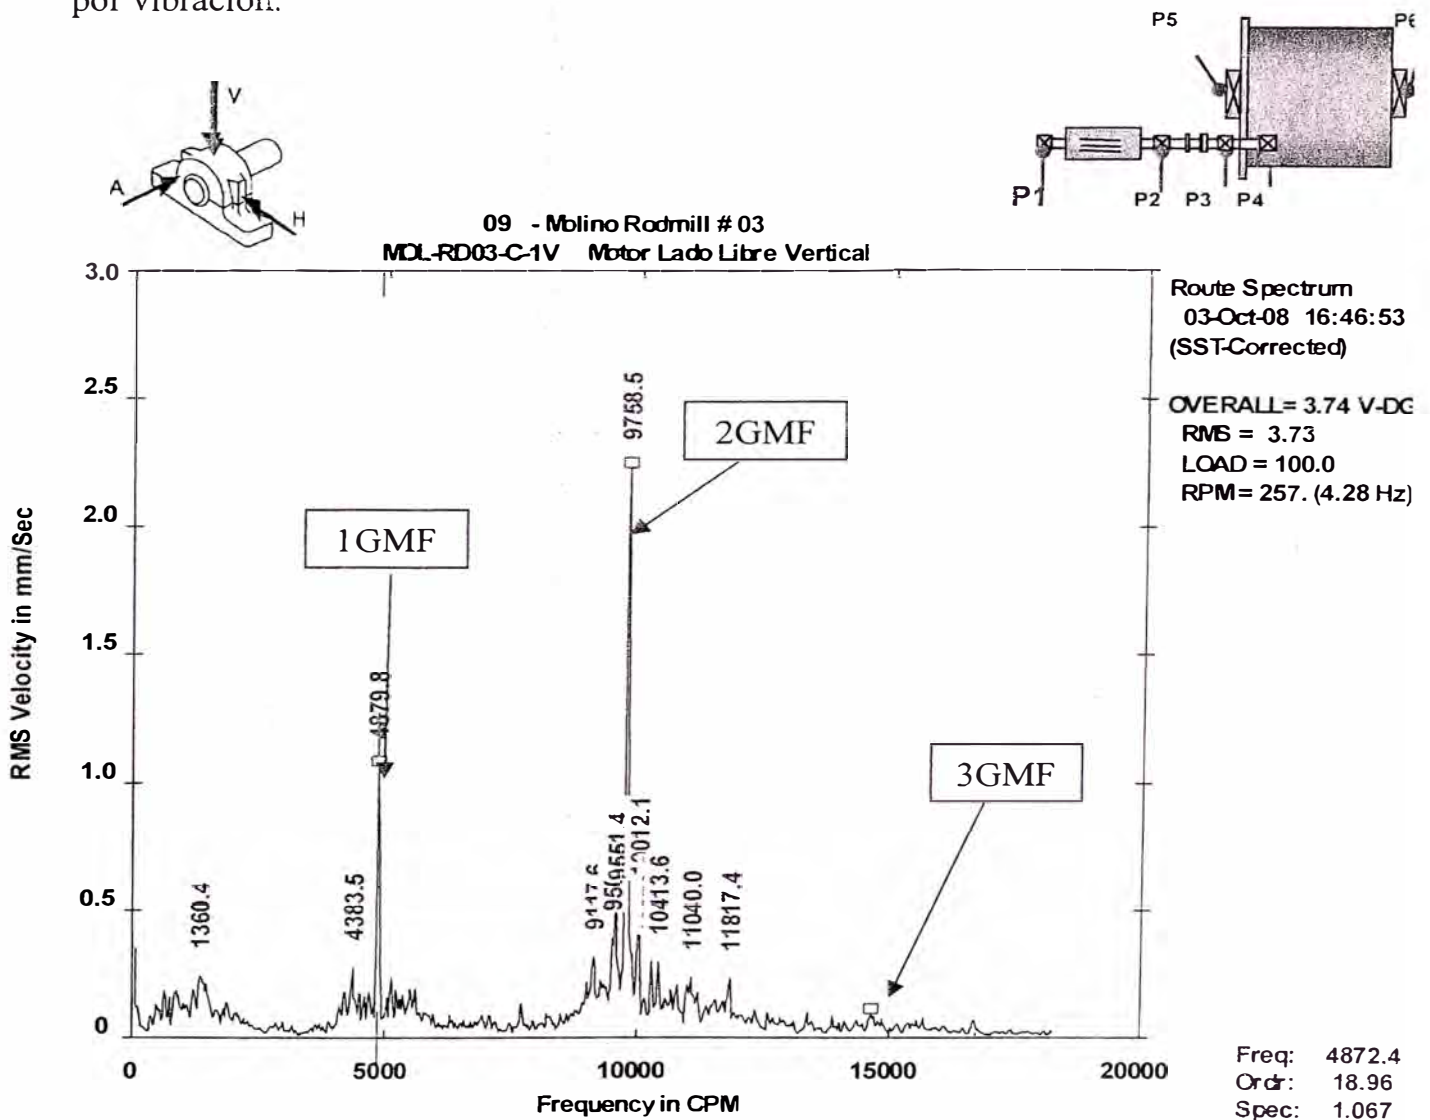 por vibración.
P5
P6
V
A
H
P1
P2
P3
P4
09 - Molino Rodmill # 03
MOL-RD03-C-1V Motor Lado Libre Vertical
3.0
2.5
2.0
1.5
1.0
0.5
0
RMS Velocity in mm/Sec
Route Spectrum
03-Oct-08 16:46:53
(SST-Corrected)
OVERALL= 3.74 V-DG
RMS = 3.73
LOAD = 100.0
RPM = 257. (4.28 Hz)
1GMF
2GMF
3GMF
1360.4
4383.5
4879.8
9551.4
9758.5
10413.6
11040.0
11817.4
0
5000
10000
15000
20000
Frequency in CPM
Freq: 4872.4
Ordr: 18.96
Spec: 1.067